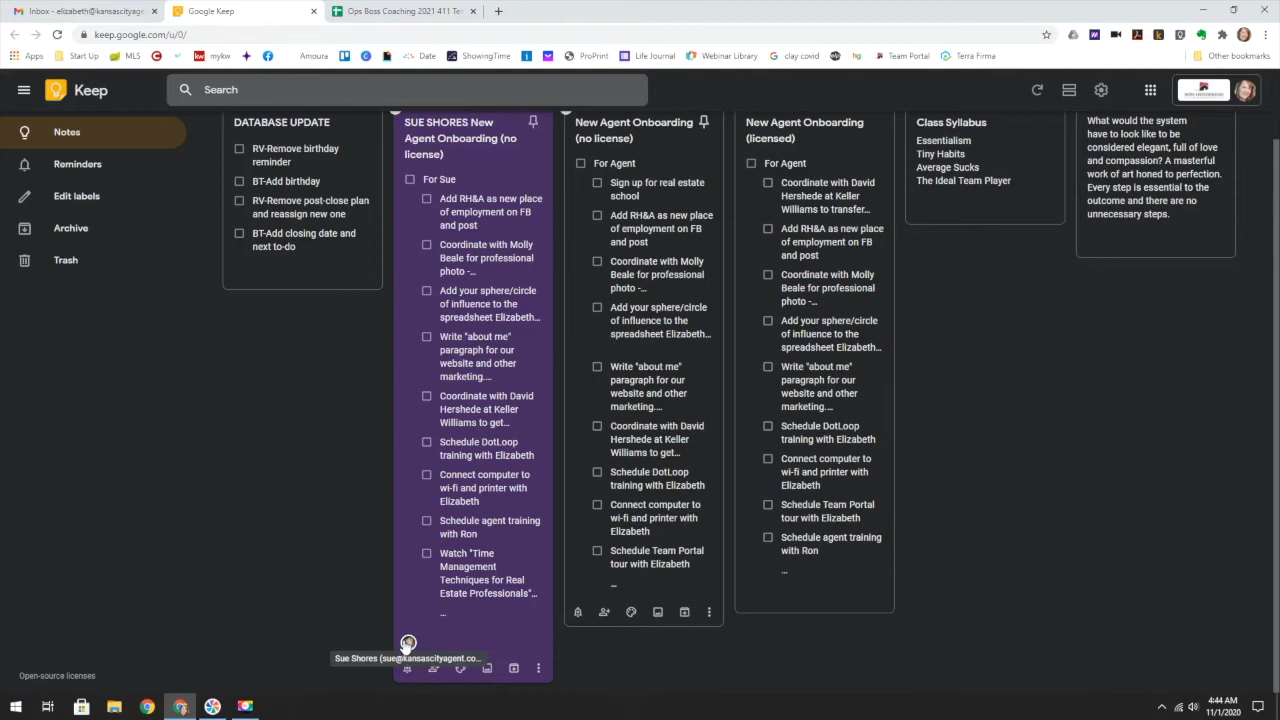 Inbox - elizabeth@kansascityage
Google Keep
Ops Boss Coaching 2021 411 Tem
keep.google.com/u/0/
Apps
Start Up
MLS
mykw
Amoura
Date
ShowingTime
ProPrint
Life Journal
Webinar Library
clay covid
hg
Team Portal
Terra Firma
Other bookmarks
Keep
Search
Notes
Reminders
Edit labels
Archive
Trash
Open-source licenses
DATABASE UPDATE
RV-Remove birthday
reminder
BT-Add birthday
RV-Remove post-close plan
and reassign new one
BT-Add closing date and
next to-do
SUE SHORES New
Agent Onboarding (no
license)
For Sue
Add RH&A as new place
of employment on FB
and post
Coordinate with Molly
Beale for professional
photo -...
Add your sphere/circle
of influence to the
spreadsheet Elizabeth...
Write "about me"
paragraph for our
website and other
marketing....
Coordinate with David
Hershede at Keller
Williams to get...
Schedule DotLoop
training with Elizabeth
Connect computer to
wi-fi and printer with
Elizabeth
Schedule agent training
with Ron
Watch "Time
Management
Techniques for Real
Estate Professionals"...
...
Sue Shores (sue@kansascityagent.co...
New Agent Onboarding
(no license)
For Agent
Sign up for real estate
school
Add RH&A as new place
of employment on FB
and post
Coordinate with Molly
Beale for professional
photo -...
Add your sphere/circle
of influence to the
spreadsheet Elizabeth...
Write "about me"
paragraph for our
website and other
marketing....
Coordinate with David
Hershede at Keller
Williams to get...
Schedule DotLoop
training with Elizabeth
Connect computer to
wi-fi and printer with
Elizabeth
Schedule Team Portal
tour with Elizabeth
...
New Agent Onboarding
(licensed)
For Agent
Coordinate with David
Hershede at Keller
Williams to transfer...
Add RH&A as new place
of employment on FB
and post
Coordinate with Molly
Beale for professional
photo -...
Add your sphere/circle
of influence to the
spreadsheet Elizabeth...
Write "about me"
paragraph for our
website and other
marketing....
Schedule DotLoop
training with Elizabeth
Connect computer to
wi-fi and printer with
Elizabeth
Schedule Team Portal
tour with Elizabeth
Schedule agent training
with Ron
...
Class Syllabus
Essentialism
Tiny Habits
Average Sucks
The Ideal Team Player
What would the system
have to look like to be
considered elegant, full of love
and compassion? A masterful
work of art honed to perfection.
Every step is essential to the
outcome and there are no
unnecessary steps.
4:44 AM
11/1/2020